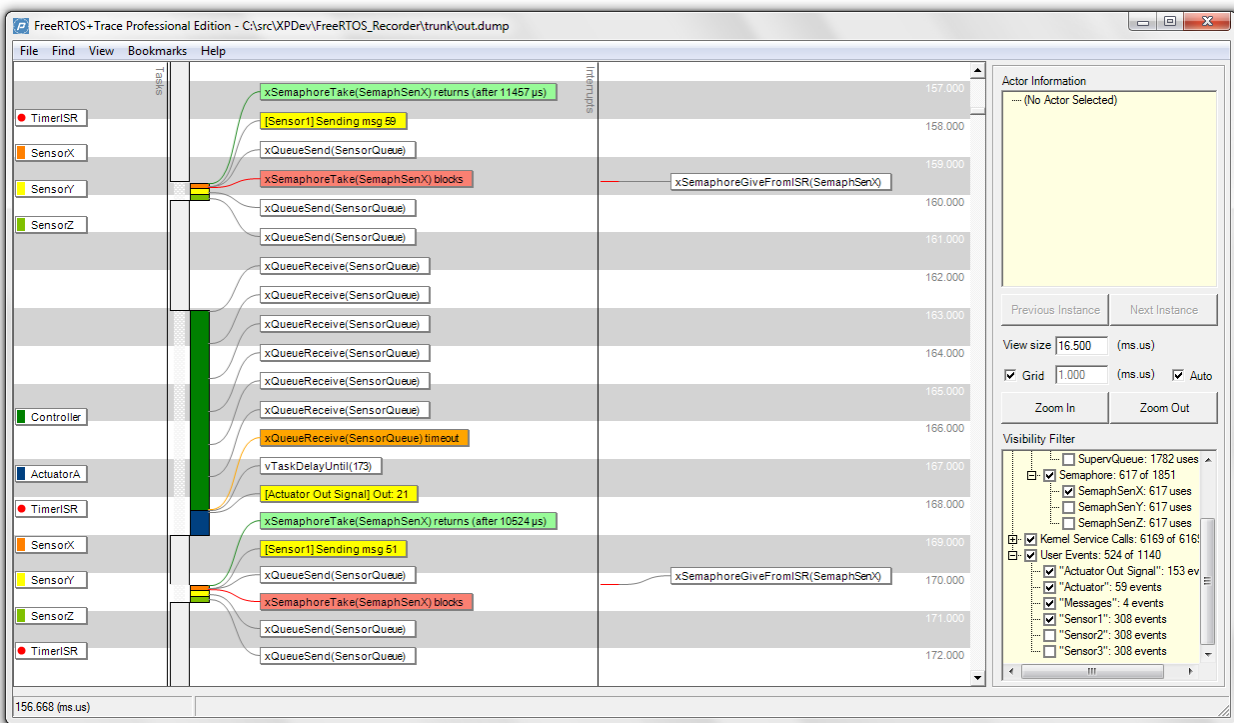 FreeRTOS+Trace Professional Edition - C:\src\XPDev\FreeRTOS_Recorder\trunk\out.dump
File Find View Bookmarks Help
Tasks
Interrupts
TimerISR
SensorX
SensorY
SensorZ
Controller
ActuatorA
TimerISR
SensorX
SensorY
SensorZ
TimerISR
xSemaphoreTake(SemaphSenX) returns (after 11457 µs)
[Sensor1] Sending msg 59
xQueueSend(SensorQueue)
xSemaphoreTake(SemaphSenX) blocks
xQueueSend(SensorQueue)
xQueueSend(SensorQueue)
xQueueReceive(SensorQueue)
xQueueReceive(SensorQueue)
xQueueReceive(SensorQueue)
xQueueReceive(SensorQueue)
xQueueReceive(SensorQueue)
xQueueReceive(SensorQueue)
xQueueReceive(SensorQueue) timeout
vTaskDelayUntil(173)
[Actuator Out Signal] Out: 21
xSemaphoreTake(SemaphSenX) returns (after 10524 µs)
[Sensor1] Sending msg 51
xQueueSend(SensorQueue)
xSemaphoreTake(SemaphSenX) blocks
xQueueSend(SensorQueue)
xQueueSend(SensorQueue)
xSemaphoreGiveFromISR(SemaphSenX)
xSemaphoreGiveFromISR(SemaphSenX)
157.000
158.000
159.000
160.000
161.000
162.000
163.000
164.000
165.000
166.000
167.000
168.000
169.000
170.000
171.000
172.000
Actor Information
(No Actor Selected)
Previous Instance Next Instance
View size 16.500 (ms.us)
Grid 1.000 (ms.us) Auto
Zoom In Zoom Out
Visibility Filter
SupervQueue: 1782 uses
Semaphore: 617 of 1851
SemaphSenX: 617 uses
SemaphSenY: 617 uses
SemaphSenZ: 617 uses
Kernel Service Calls: 6169 of 616
User Events: 524 of 1140
"Actuator Out Signal": 153 ev
"Actuator": 59 events
"Messages": 4 events
"Sensor1": 308 events
"Sensor2": 308 events
"Sensor3": 308 events
156.668 (ms.us)